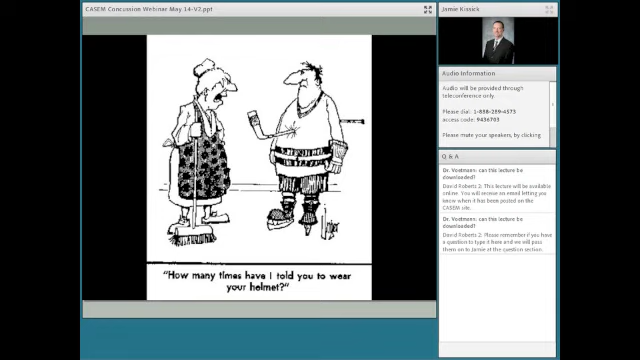 CASEM Concussion Webinar May 14-V2.ppt
"How many times have I told you to wear
your helmet?"
Jamie Kissick
Audio Information
Audio will be provided through
teleconference only.
Please dial: 1-888-289-4573
access code: 9436703
Please mute your speakers, by clicking
Q & A
Dr. Vostmann: can this lecture be
downloaded?
David Roberts 2: This lecture will be available
online. You will receive an email letting you
know when it has been posted on the
CASEM site.
Dr. Vostmann: can this lecture be
downloaded?
David Roberts 2: Please remember if you have
a question to type it here and we will pass
them on to Jamie at the question section.